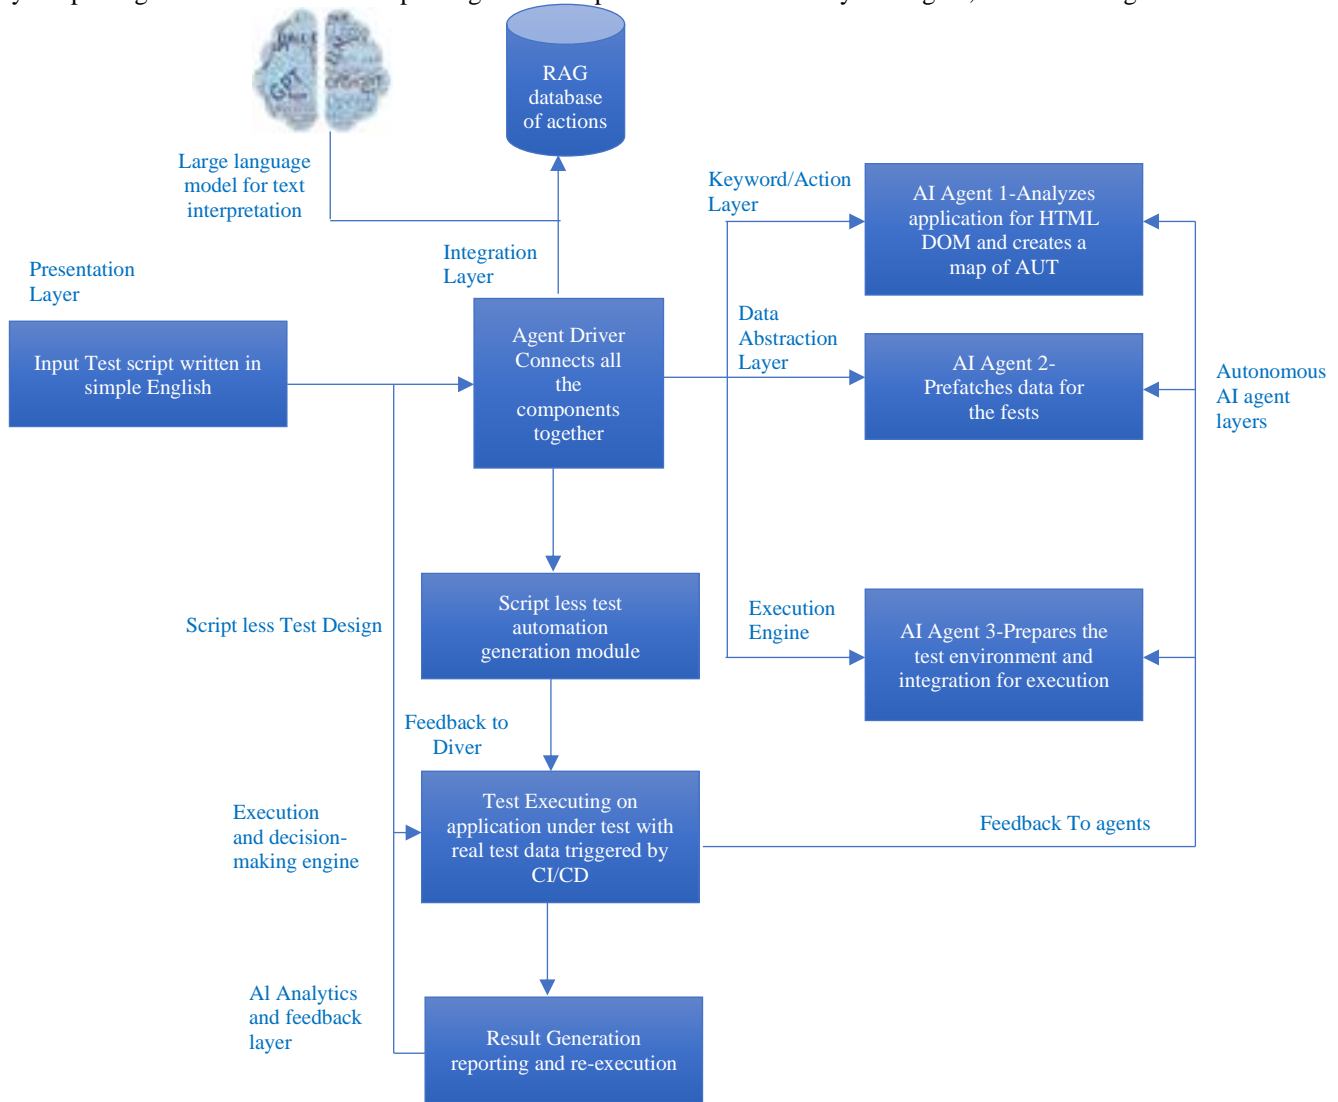 RAG
database
of actions
GPT
Large language
model for text
interpretation
Keyword/Action
Layer
AI Agent 1-Analyzes
application for HTML
DOM and creates a
map of AUT
Integration
Layer
Presentation
Layer
Input Test script written in
simple English
Agent Driver
Connects all
the
components
together
Data
Abstraction
Layer
AI Agent 2-
Prefatches data for
the fests
Autonomous
AI agent
layers
Script less Test Design
Script less test
automation
generation module
Execution
Engine
AI Agent 3-Prepares the
test environment and
integration for execution
Feedback to
Diver
Execution
and decision-
making engine
Test Executing on
application under test with
real test data triggered by
CI/CD
Feedback To agents
Al Analytics
and feedback
layer
Result Generation
reporting and re-execution